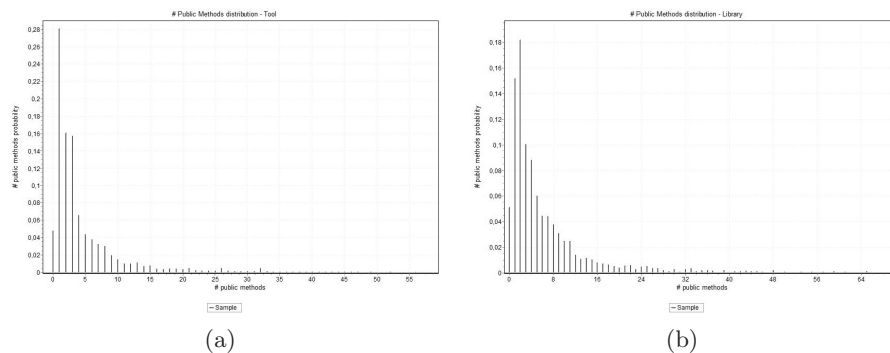 # Public Methods distribution - Tool
# public methods probability
0,28
0,26
0,24
0,22
0,2
0,18
0,16
0,14
0,12
0,1
0,08
0,06
0,04
0,02
0
0 5 10 15 20 25 30 35 40 45 50 55
# public methods
Sample
(a)
# Public Methods distribution - Library
# public methods probability
0,18
0,16
0,14
0,12
0,10
0,08
0,06
0,04
0,02
0,00
0 8 16 24 32 40 48 56 64
# public methods
Sample
(b)